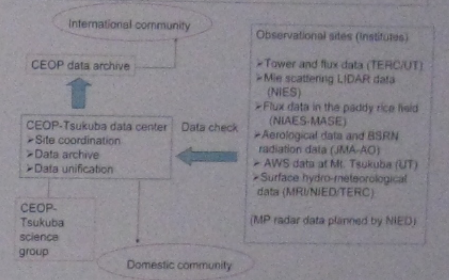 International community
CEOP data archive
CEOP-Tsukuba data center
➢Site coordination
➢Data archive
➢Data unification
CEOP-
Tsukuba
science
group
Domestic community
Data check
Observational sites (Institutes)
➢Tower and flux data (TERC/UT)
➢Mie scattering LIDAR data
(NIES)
➢Flux data in the paddy rice field
(NIAES-MASE)
➢Aerological data and BSRN
radiation data (JMA-AO)
➢AWS data at Mt. Tsukuba (UT)
➢Surface hydro-meteorological
data (MRI/NIED/TERC)
(MP radar data planned by NIED)